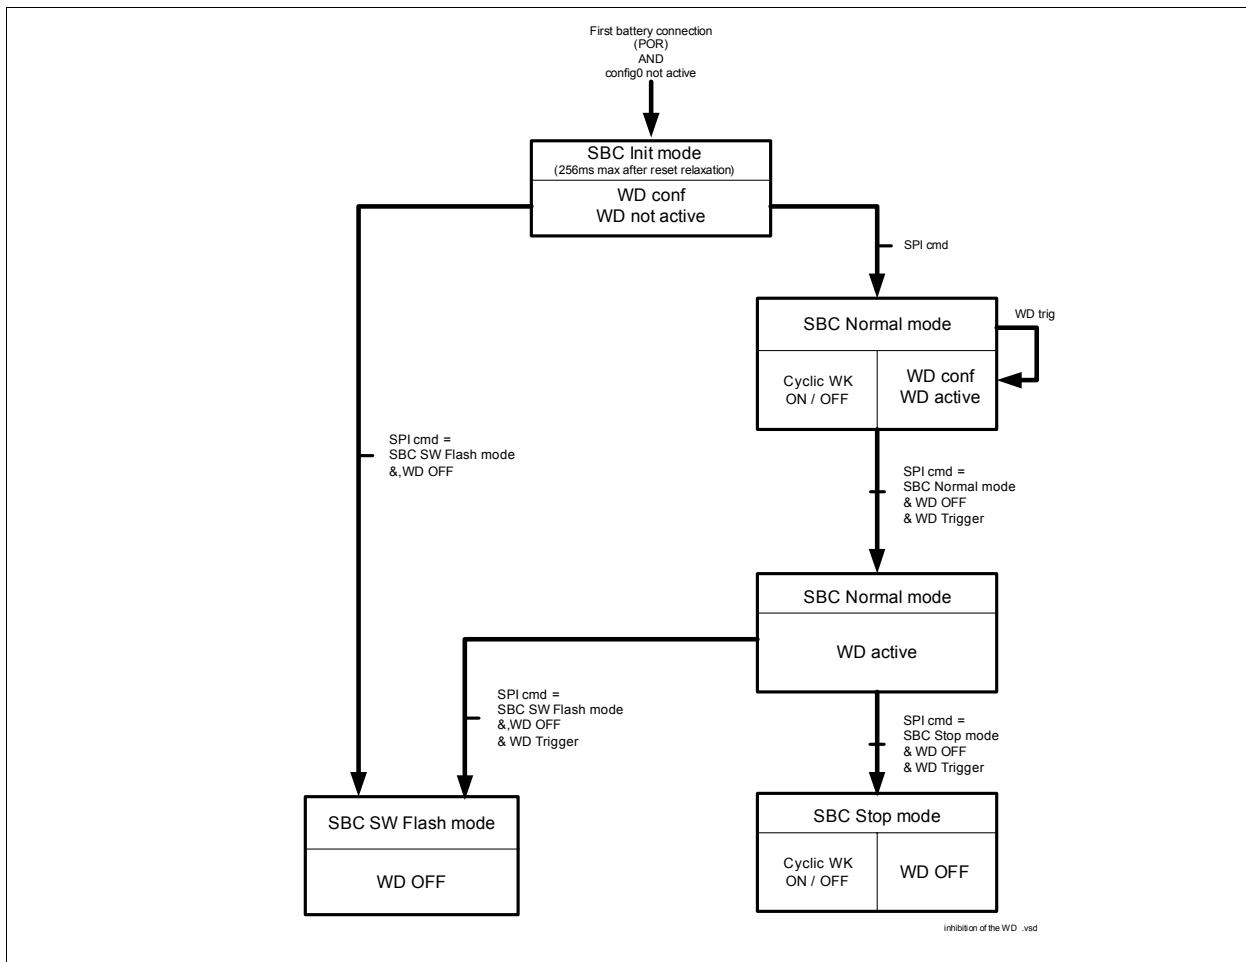 First battery connection
(POR)
AND
config0 not active
SBC Init mode
(256ms max after reset relaxation)
WD conf
WD not active
SPI cmd
SBC Normal mode
WD trig
Cyclic WK
ON / OFF
WD conf
WD active
SPI cmd =
SBC SW Flash mode
&,WD OFF
SPI cmd =
SBC Normal mode
& WD OFF
& WD Trigger
SBC Normal mode
WD active
SPI cmd =
SBC SW Flash mode
&,WD OFF
& WD Trigger
SPI cmd =
SBC Stop mode
& WD OFF
& WD Trigger
SBC SW Flash mode
WD OFF
SBC Stop mode
Cyclic WK
ON / OFF
WD OFF
inhibition of the WD .vsd